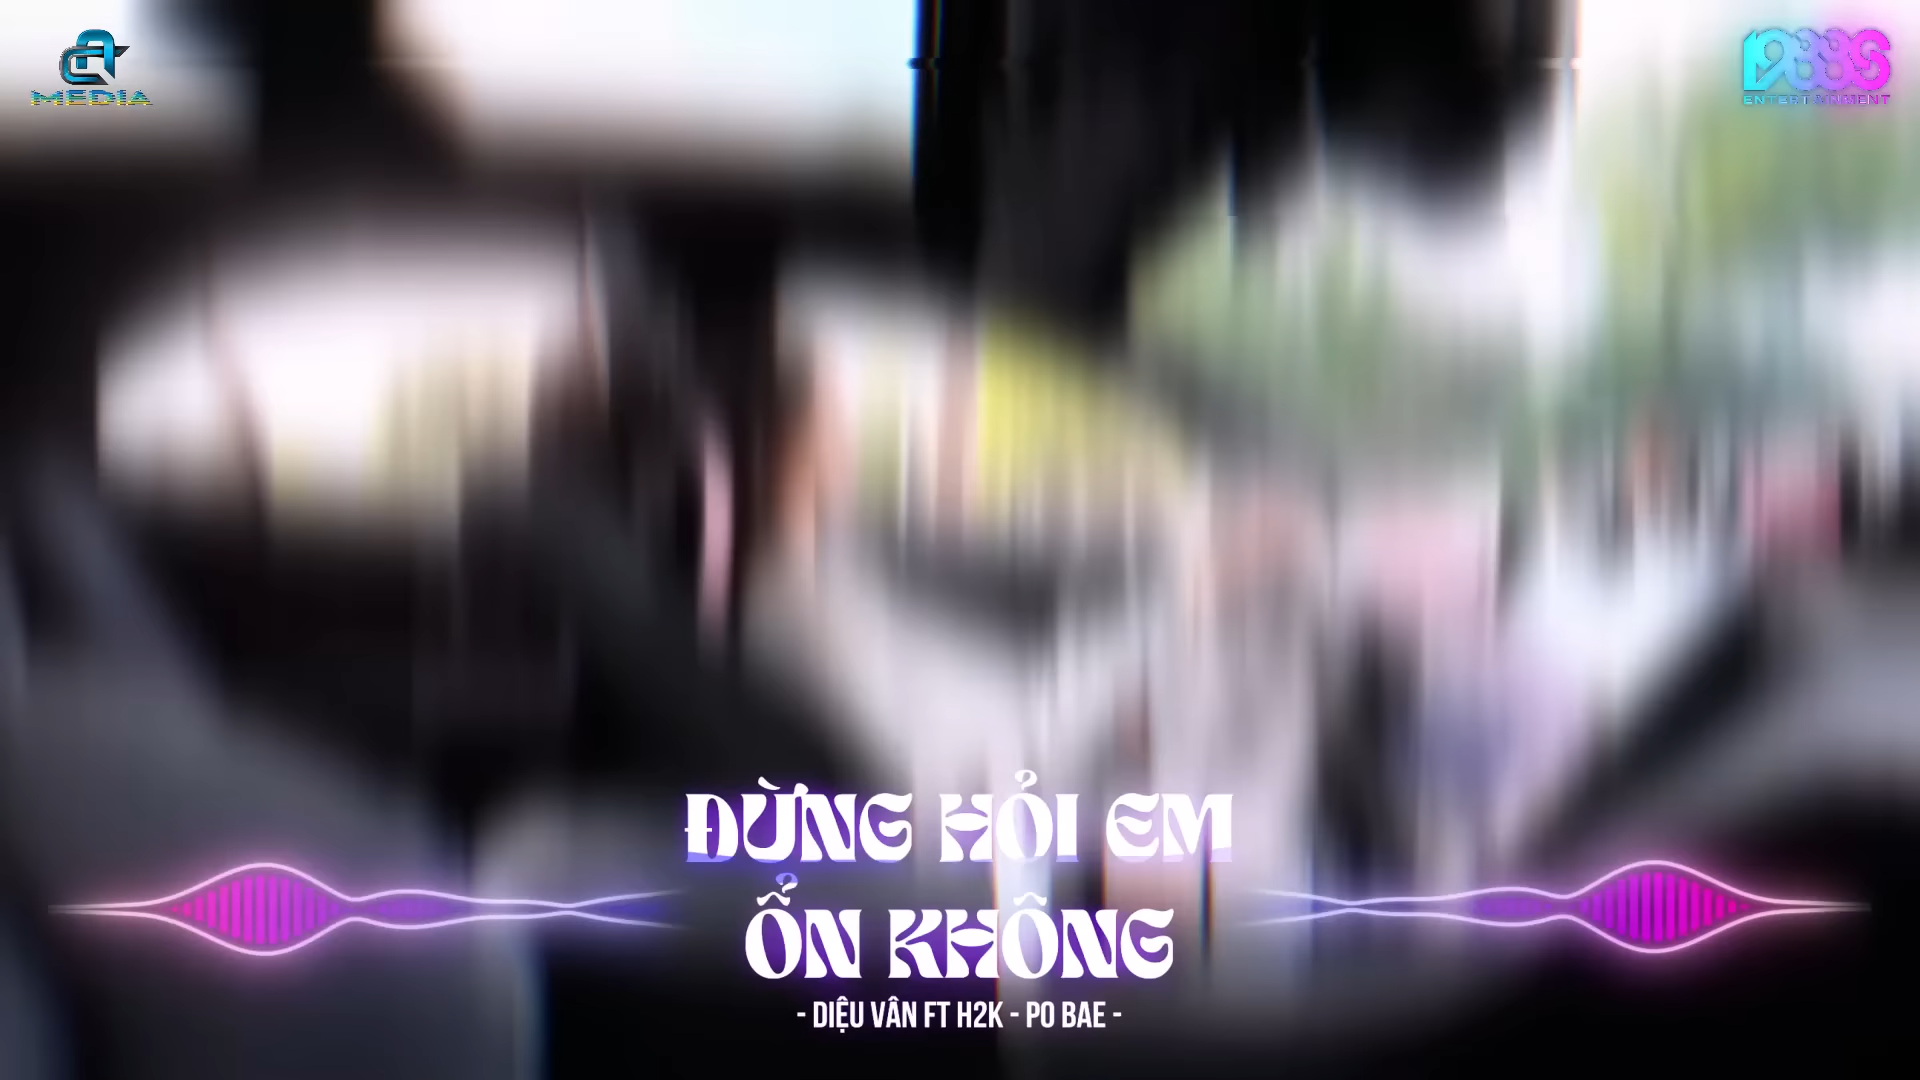 MEDIA
1988S
ENTERTAINMENT
ĐỪNG HỎI EM
ỔN KHÔNG
- DIỆU VÂN FT H2K - PO BAE -